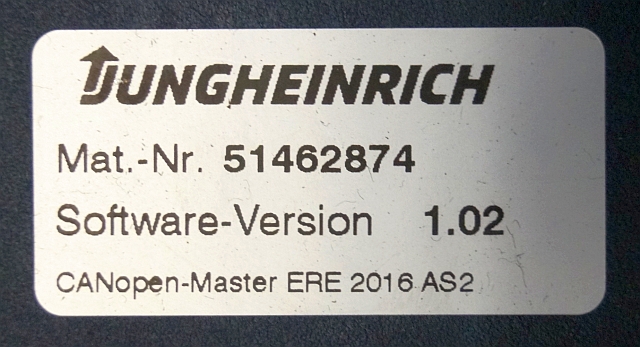 JUNGHEINRICH
Mat.-Nr. 51462874
Software-Version 1.02
CANopen-Master ERE 2016 AS2